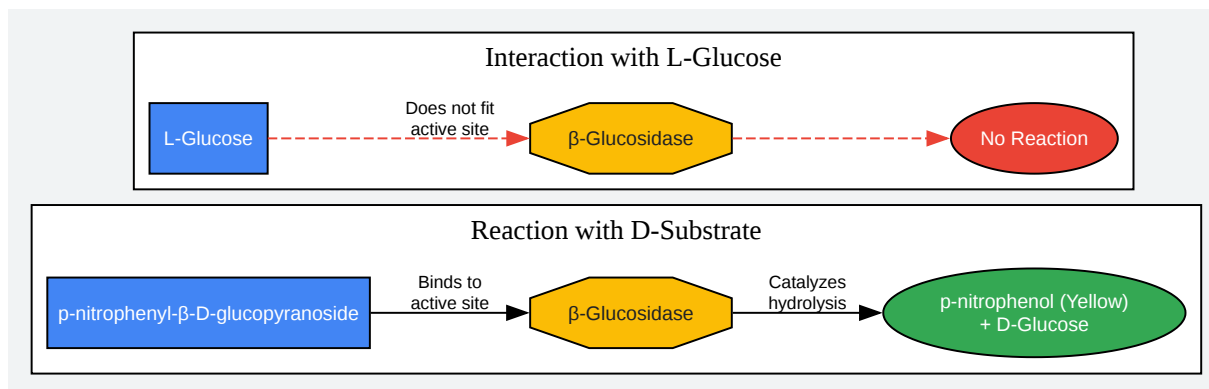 Interaction with L-Glucose
L-Glucose
Does not fit
active site
β-Glucosidase
No Reaction
Reaction with D-Substrate
p-nitrophenyl-β-D-glucopyranoside
Binds to
active site
β-Glucosidase
Catalyzes
hydrolysis
p-nitrophenol (Yellow)
+ D-Glucose